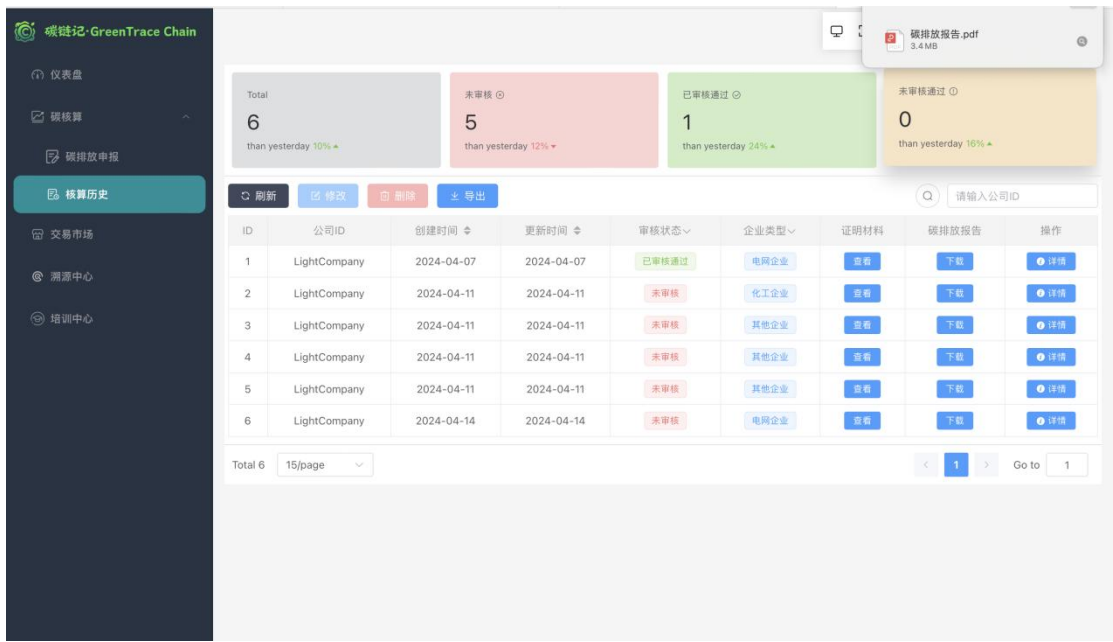 碳链记·GreenTrace Chain
碳排放报告.pdf
3.4 MB
仪表盘
碳核算
碳排放申报
核算历史
交易市场
溯源中心
培训中心
Total
6
than yesterday 10%
未审核
5
than yesterday 12%
已审核通过
1
than yesterday 24%
未审核通过
0
than yesterday 16%
刷新 修改 删除 导出 请输入公司ID
ID 公司ID 创建时间 更新时间 审核状态 企业类型 证明材料 碳排放报告 操作
1 LightCompany 2024-04-07 2024-04-07 已审核通过 电网企业 查看 下载 详情
2 LightCompany 2024-04-11 2024-04-11 未审核 化工企业 查看 下载 详情
3 LightCompany 2024-04-11 2024-04-11 未审核 其他企业 查看 下载 详情
4 LightCompany 2024-04-11 2024-04-11 未审核 其他企业 查看 下载 详情
5 LightCompany 2024-04-11 2024-04-11 未审核 其他企业 查看 下载 详情
6 LightCompany 2024-04-14 2024-04-14 未审核 电网企业 查看 下载 详情
Total 6 15/page 1 Go to 1